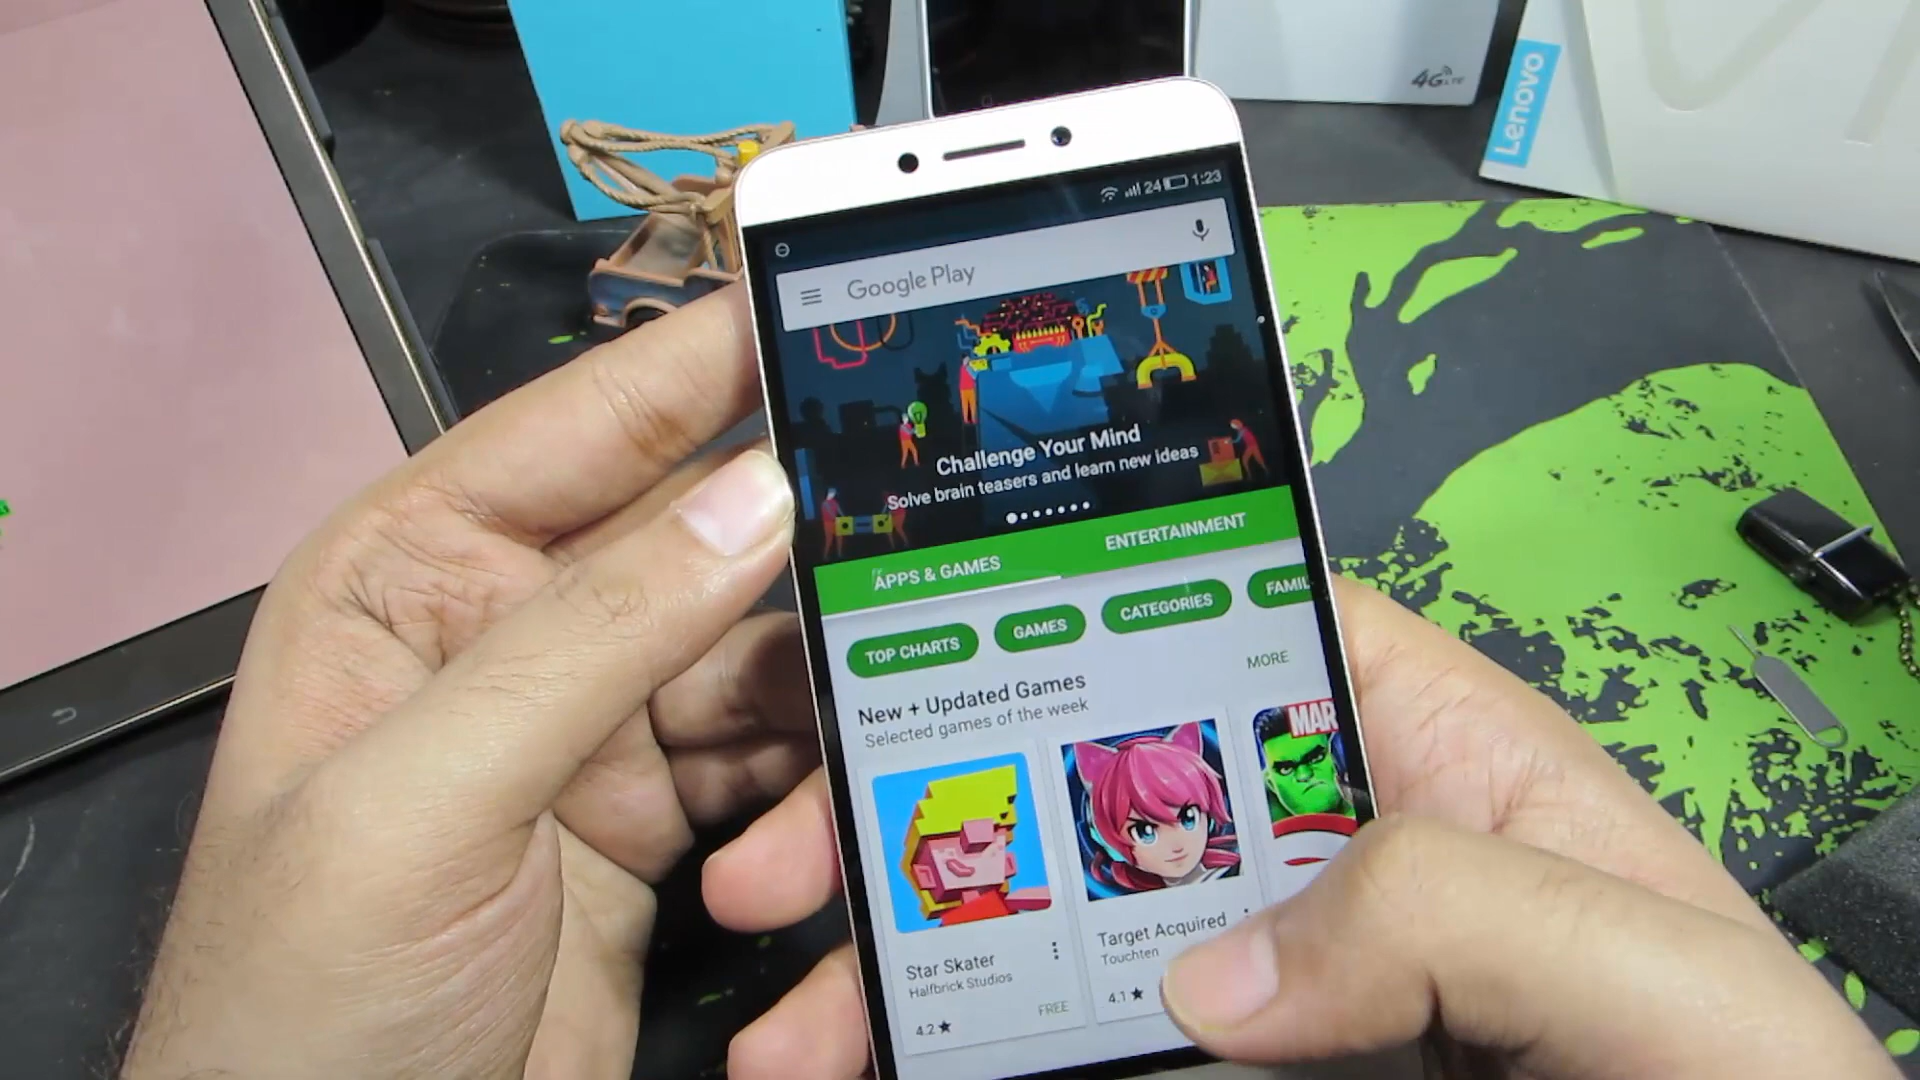 4G LTE
Lenovo
24 1:23
Google Play
Challenge Your Mind
Solve brain teasers and learn new ideas
APPS & GAMES
ENTERTAINMENT
TOP CHARTS
GAMES
CATEGORIES
FAMIL
New + Updated Games
MORE
Selected games of the week
MAR
Star Skater
Halfbrick Studios
4.2★
FREE
Target Acquired
Touchten
4.1★